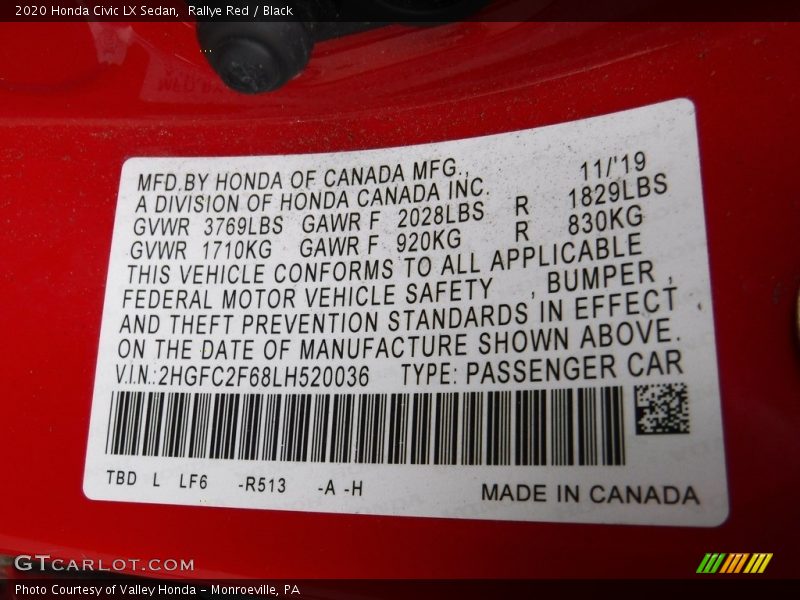 2020 Honda Civic LX Sedan, Rallye Red / Black
MFD.BY HONDA OF CANADA MFG., 11/'19
A DIVISION OF HONDA CANADA INC.
GVWR 3769LBS GAWR F 2028LBS R 1829LBS
GVWR 1710KG GAWR F 920KG R 830KG
THIS VEHICLE CONFORMS TO ALL APPLICABLE
FEDERAL MOTOR VEHICLE SAFETY , BUMPER ,
AND THEFT PREVENTION STANDARDS IN EFFECT
ON THE DATE OF MANUFACTURE SHOWN ABOVE.
V.I.N.:2HGFC2F68LH520036 TYPE: PASSENGER CAR
TBD L LF6 -R513 -A -H MADE IN CANADA
GTCARLOT.COM
Photo Courtesy of Valley Honda - Monroeville, PA